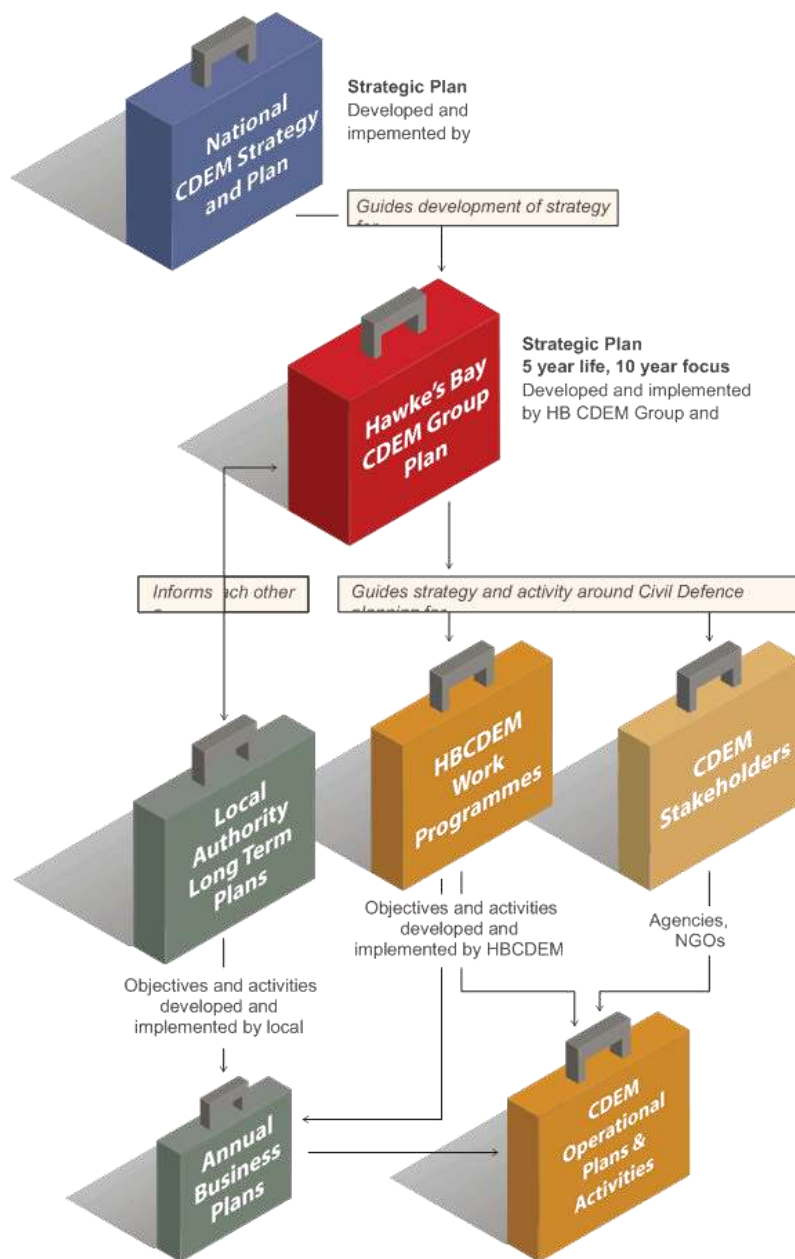 National
CDEM Strategy
and Plan
Strategic Plan
Developed and
impemented by
Guides development of strategy
Hawke's Bay
CDEM Group
Plan
Strategic Plan
5 year life, 10 year focus
Developed and implemented
by HB CDEM Group and
Informs ach other
Guides strategy and activity around Civil Defence
Local
Authority
Long Term
Plans
HBCDEM
Work
Programmes
CDEM
Stakeholders
Objectives and activities
developed and
implemented by HBCDEM
Agencies,
NGOs
Objectives and activities
developed and
implemented by local
Annual
Business
Plans
CDEM
Operational
Plans &
Activities